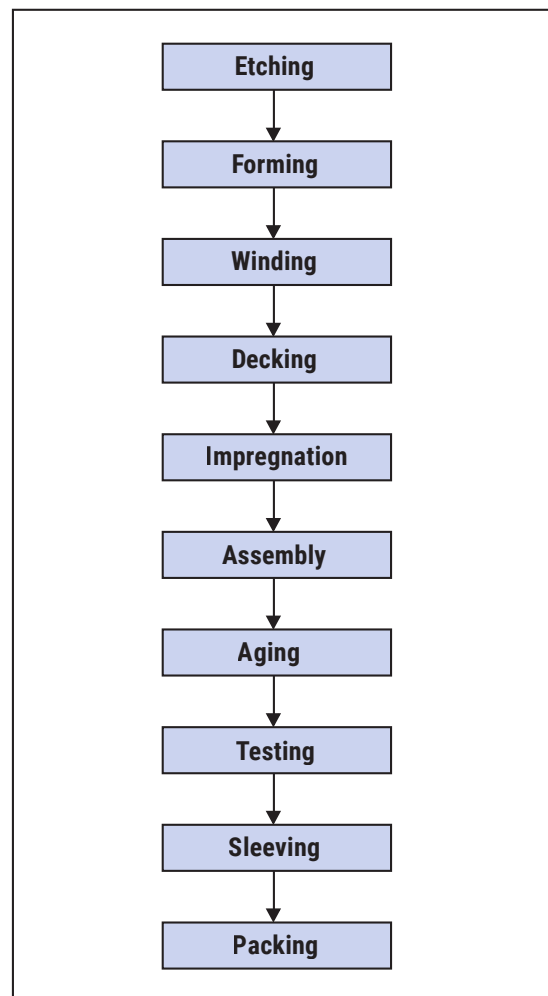 Etching
Forming
Winding
Decking
Impregnation
Assembly
Aging
Testing
Sleeving
Packing